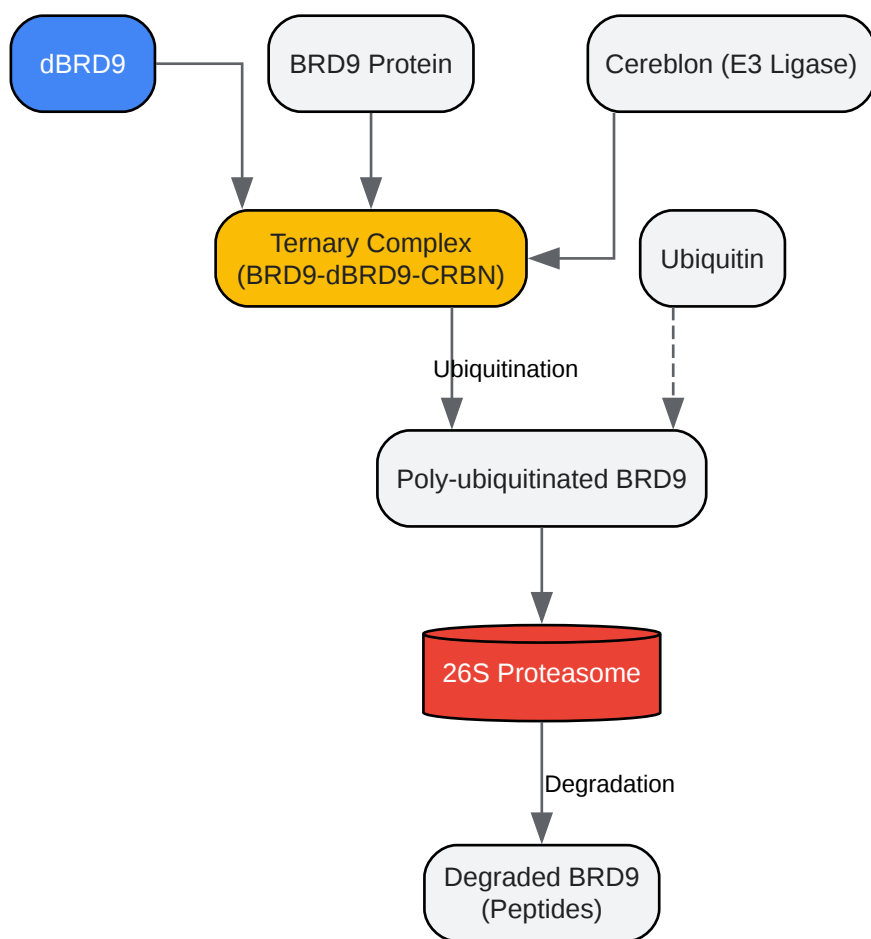 dBRD9
BRD9 Protein
Cereblon (E3 Ligase)
Ternary Complex
(BRD9-dBRD9-CRBN)
Ubiquitin
Ubiquitination
Poly-ubiquitinated BRD9
26S Proteasome
Degradation
Degraded BRD9
(Peptides)